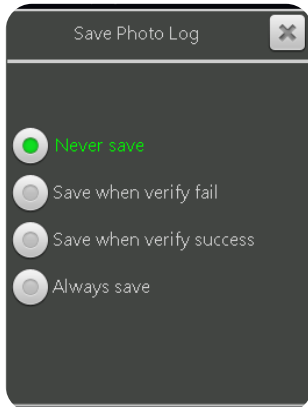 Save Photo Log
Never save
Save when verify fail
Save when verify success
Always save